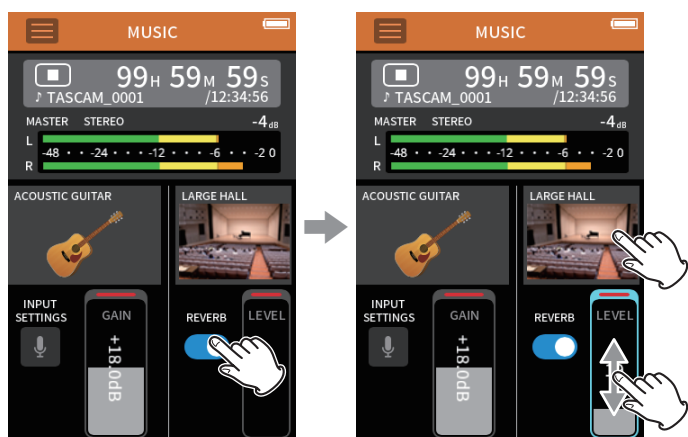 MUSIC
99H 59M 59s
♪ TASCAM_0001 /12:34:56
MASTER STEREO -4dB
L
-48 • • -24 • • • • -12 • • • • -6 • -2 0
R
ACOUSTIC GUITAR
LARGE HALL
INPUT
SETTINGS
GAIN
+18.0dB
REVERB
LEVEL
MUSIC
99H 59M 59s
♪ TASCAM_0001 /12:34:56
MASTER STEREO -4dB
L
-48 • • -24 • • • • -12 • • • • -6 • -2 0
R
ACOUSTIC GUITAR
LARGE HALL
INPUT
SETTINGS
GAIN
+18.0dB
REVERB
LEVEL